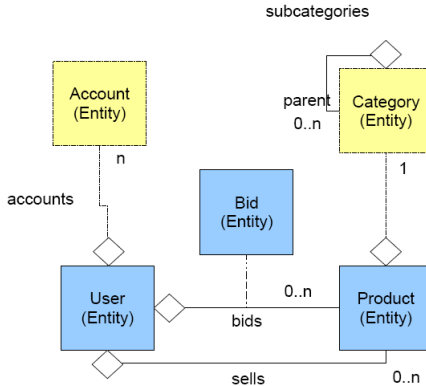 subcategories
Account
(Entity)
parent
0..n
Category
(Entity)
n
1
accounts
Bid
(Entity)
User
(Entity)
0..n
bids
Product
(Entity)
sells
0..n